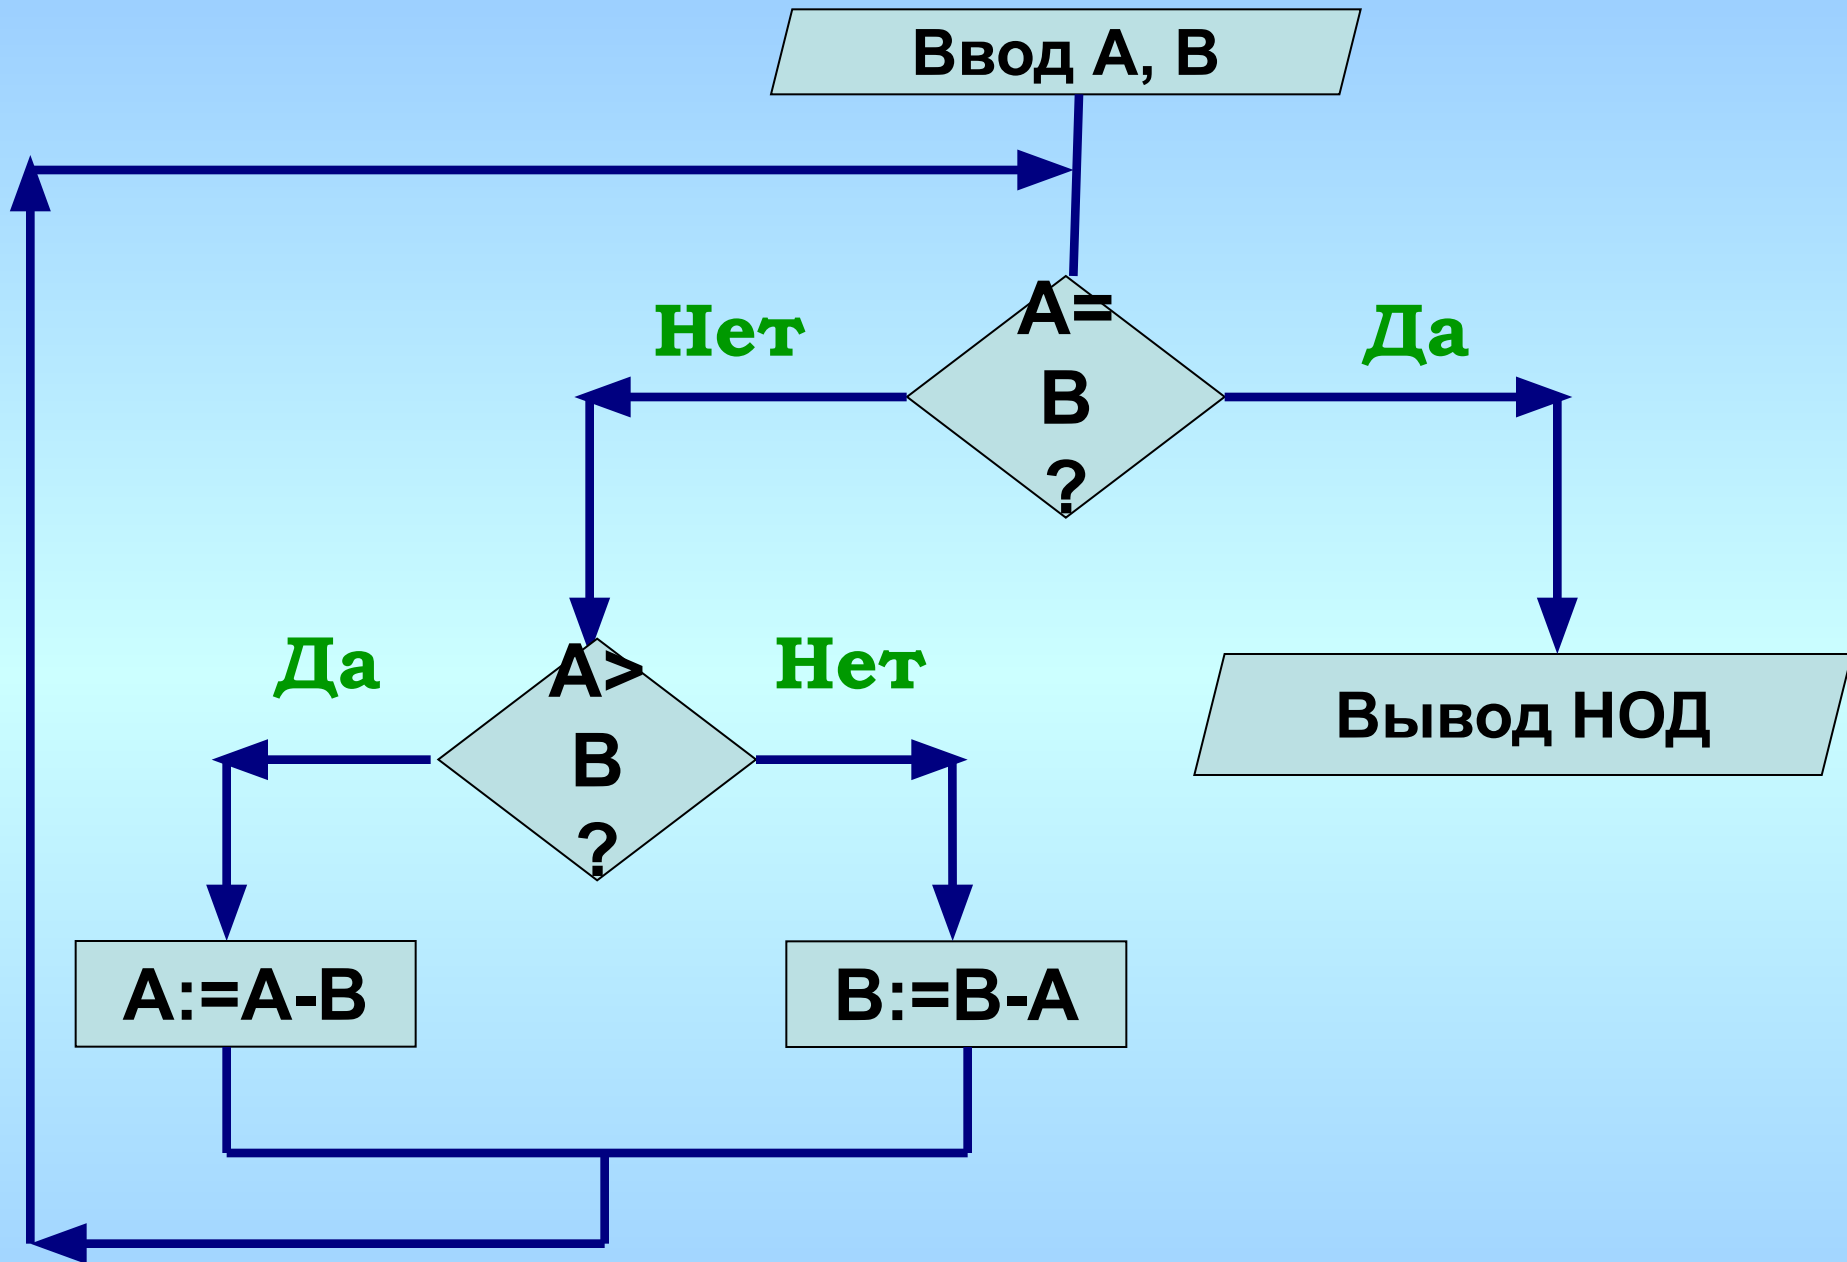 Ввод А, В
Нет
А=
В
?
Да
Да
А>
В
?
Нет
Вывод НОД
А:=А-В
В:=В-А